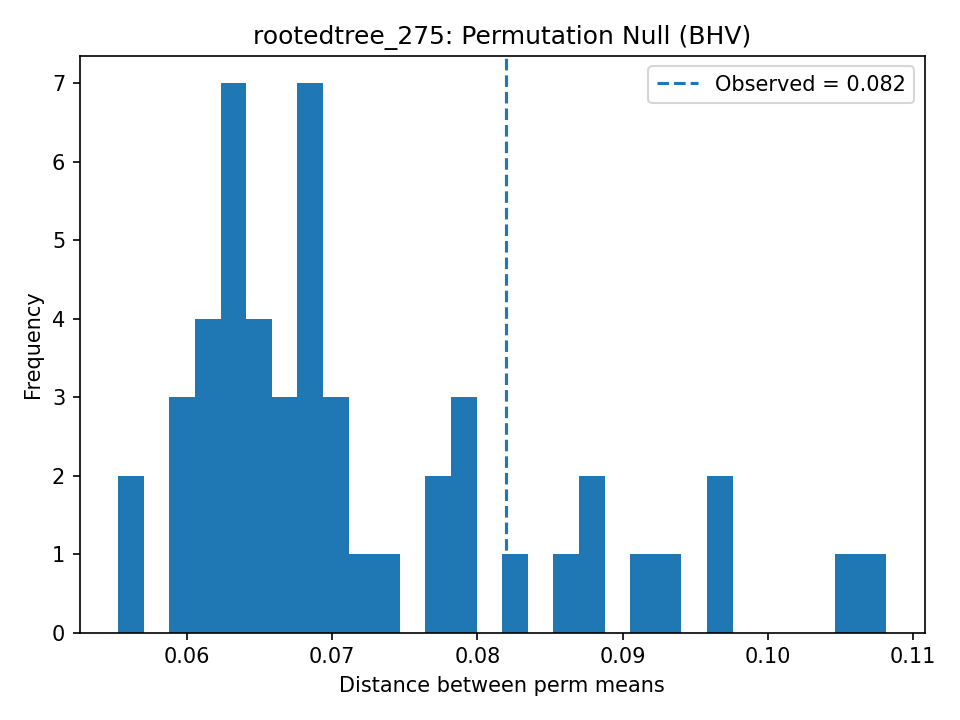 rootedtree_275: Permutation Null (BHV)
Observed = 0.082
7
6
5
4
3
2
1
0
Frequency
0.06 0.07 0.08 0.09 0.10 0.11
Distance between perm means